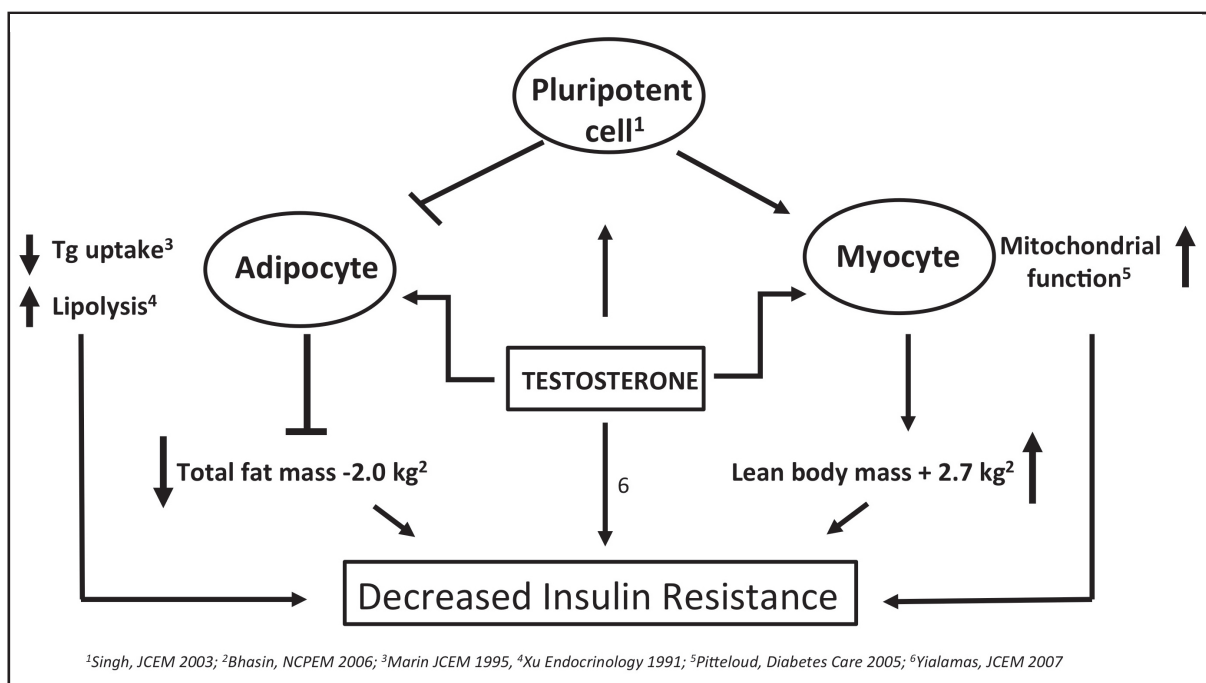 Pluripotent
cell¹
Tg uptake³
Lipolysis⁴
Adipocyte
Myocyte
Mitochondrial
function⁵
TESTOSTERONE
Total fat mass -2.0 kg²
6
Lean body mass + 2.7 kg²
Decreased Insulin Resistance
¹Singh, JCEM 2003; ²Bhasin, NCPEM 2006; ³Marin JCEM 1995, ⁴Xu Endocrinology 1991; ⁵Pitteloud, Diabetes Care 2005; ⁶Yialamas, JCEM 2007